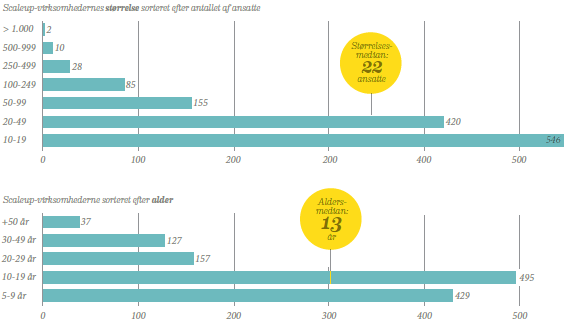 Scaleup-virksomhedernes størrelse sorteret efter antallet af ansatte
> 1.000 2
500-999 10
250-499 28
100-249 85
50-99 155
20-49 420
10-19 546
Størrelses-
median:
22
ansatte
0 100 200 300 400 500
Scaleup-virksomhederne sorteret efter alder
+50 år 37
30-49 år 127
20-29 år 157
10-19 år 495
5-9 år 429
Alders-
median:
13
år
0 100 200 300 400 500